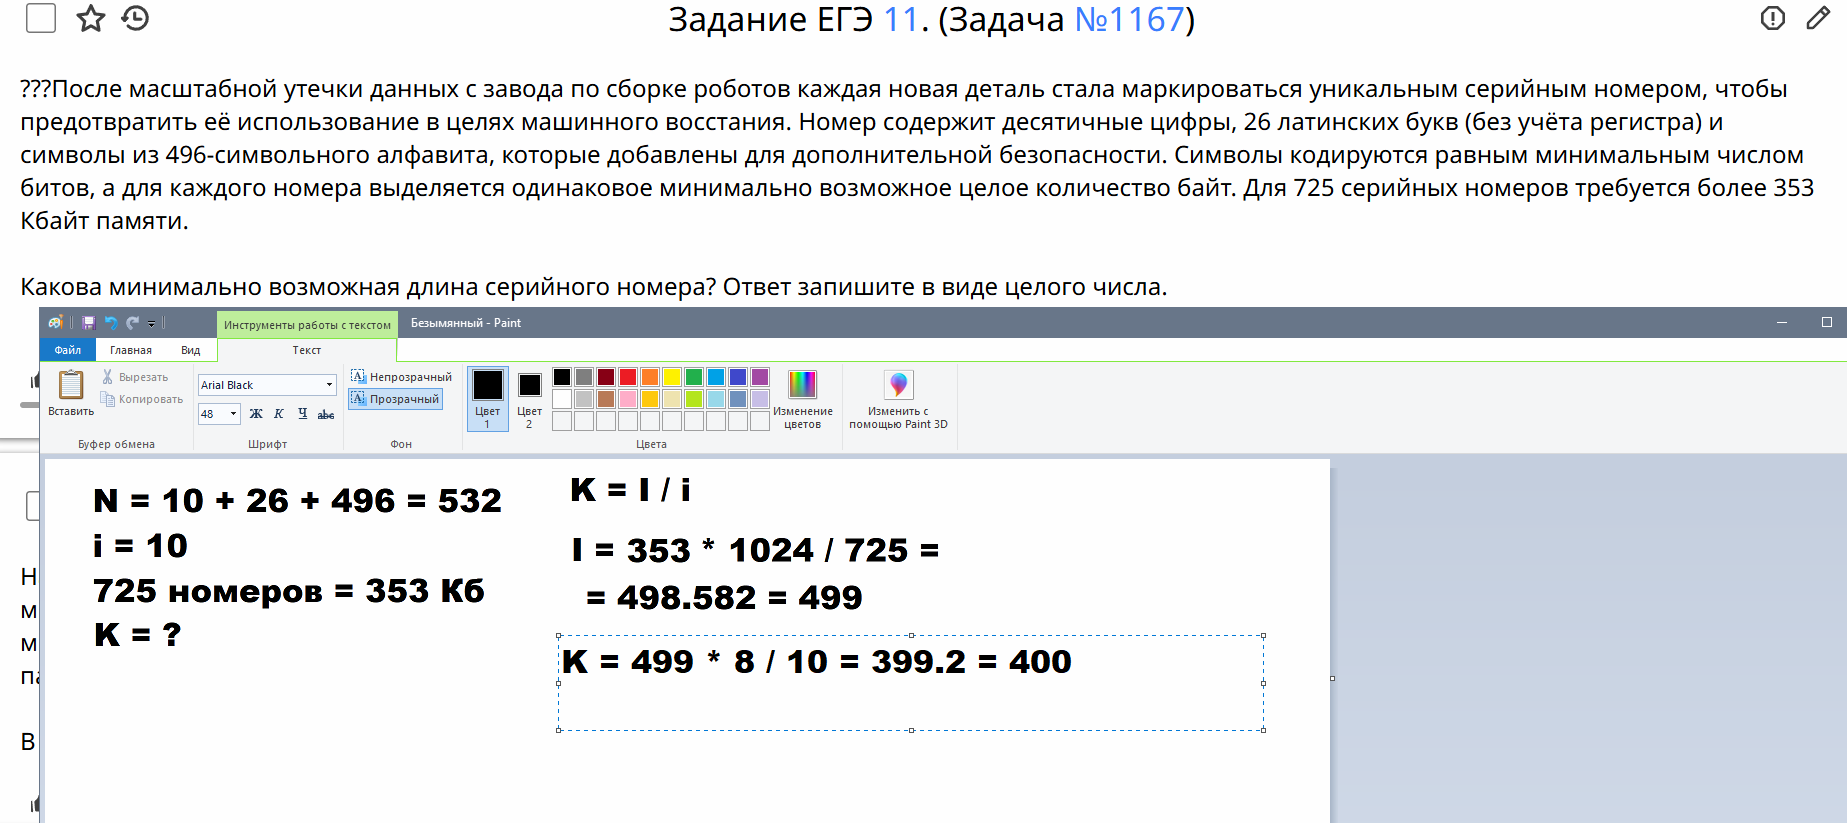 Задание ЕГЭ 11. (Задача №1167)
???После масштабной утечки данных с завода по сборке роботов каждая новая деталь стала маркироваться уникальным серийным номером, чтобы
предотвратить её использование в целях машинного восстания. Номер содержит десятичные цифры, 26 латинских букв (без учёта регистра) и
символы из 496-символьного алфавита, которые добавлены для дополнительной безопасности. Символы кодируются равным минимальным числом
битов, а для каждого номера выделяется одинаковое минимально возможное целое количество байт. Для 725 серийных номеров требуется более 353
Кбайт памяти.
Какова минимально возможная длина серийного номера? Ответ запишите в виде целого числа.
Инструменты работы с текстом
Безымянный - Paint
Файл
Главная
Вид
Текст
Вставить
Вырезать
Копировать
Буфер обмена
Arial Black
48
Ж К Ч abc
Шрифт
Непрозрачный
Прозрачный
Фон
Цвет
1
Цвет
2
Изменение
цветов
Цвета
Изменить с
помощью Paint 3D
N = 10 + 26 + 496 = 532
i = 10
725 номеров = 353 Кб
K = ?
K = I / i
I = 353 * 1024 / 725 =
= 498.582 = 499
K = 499 * 8 / 10 = 399.2 = 400
Н
м
м
па
В